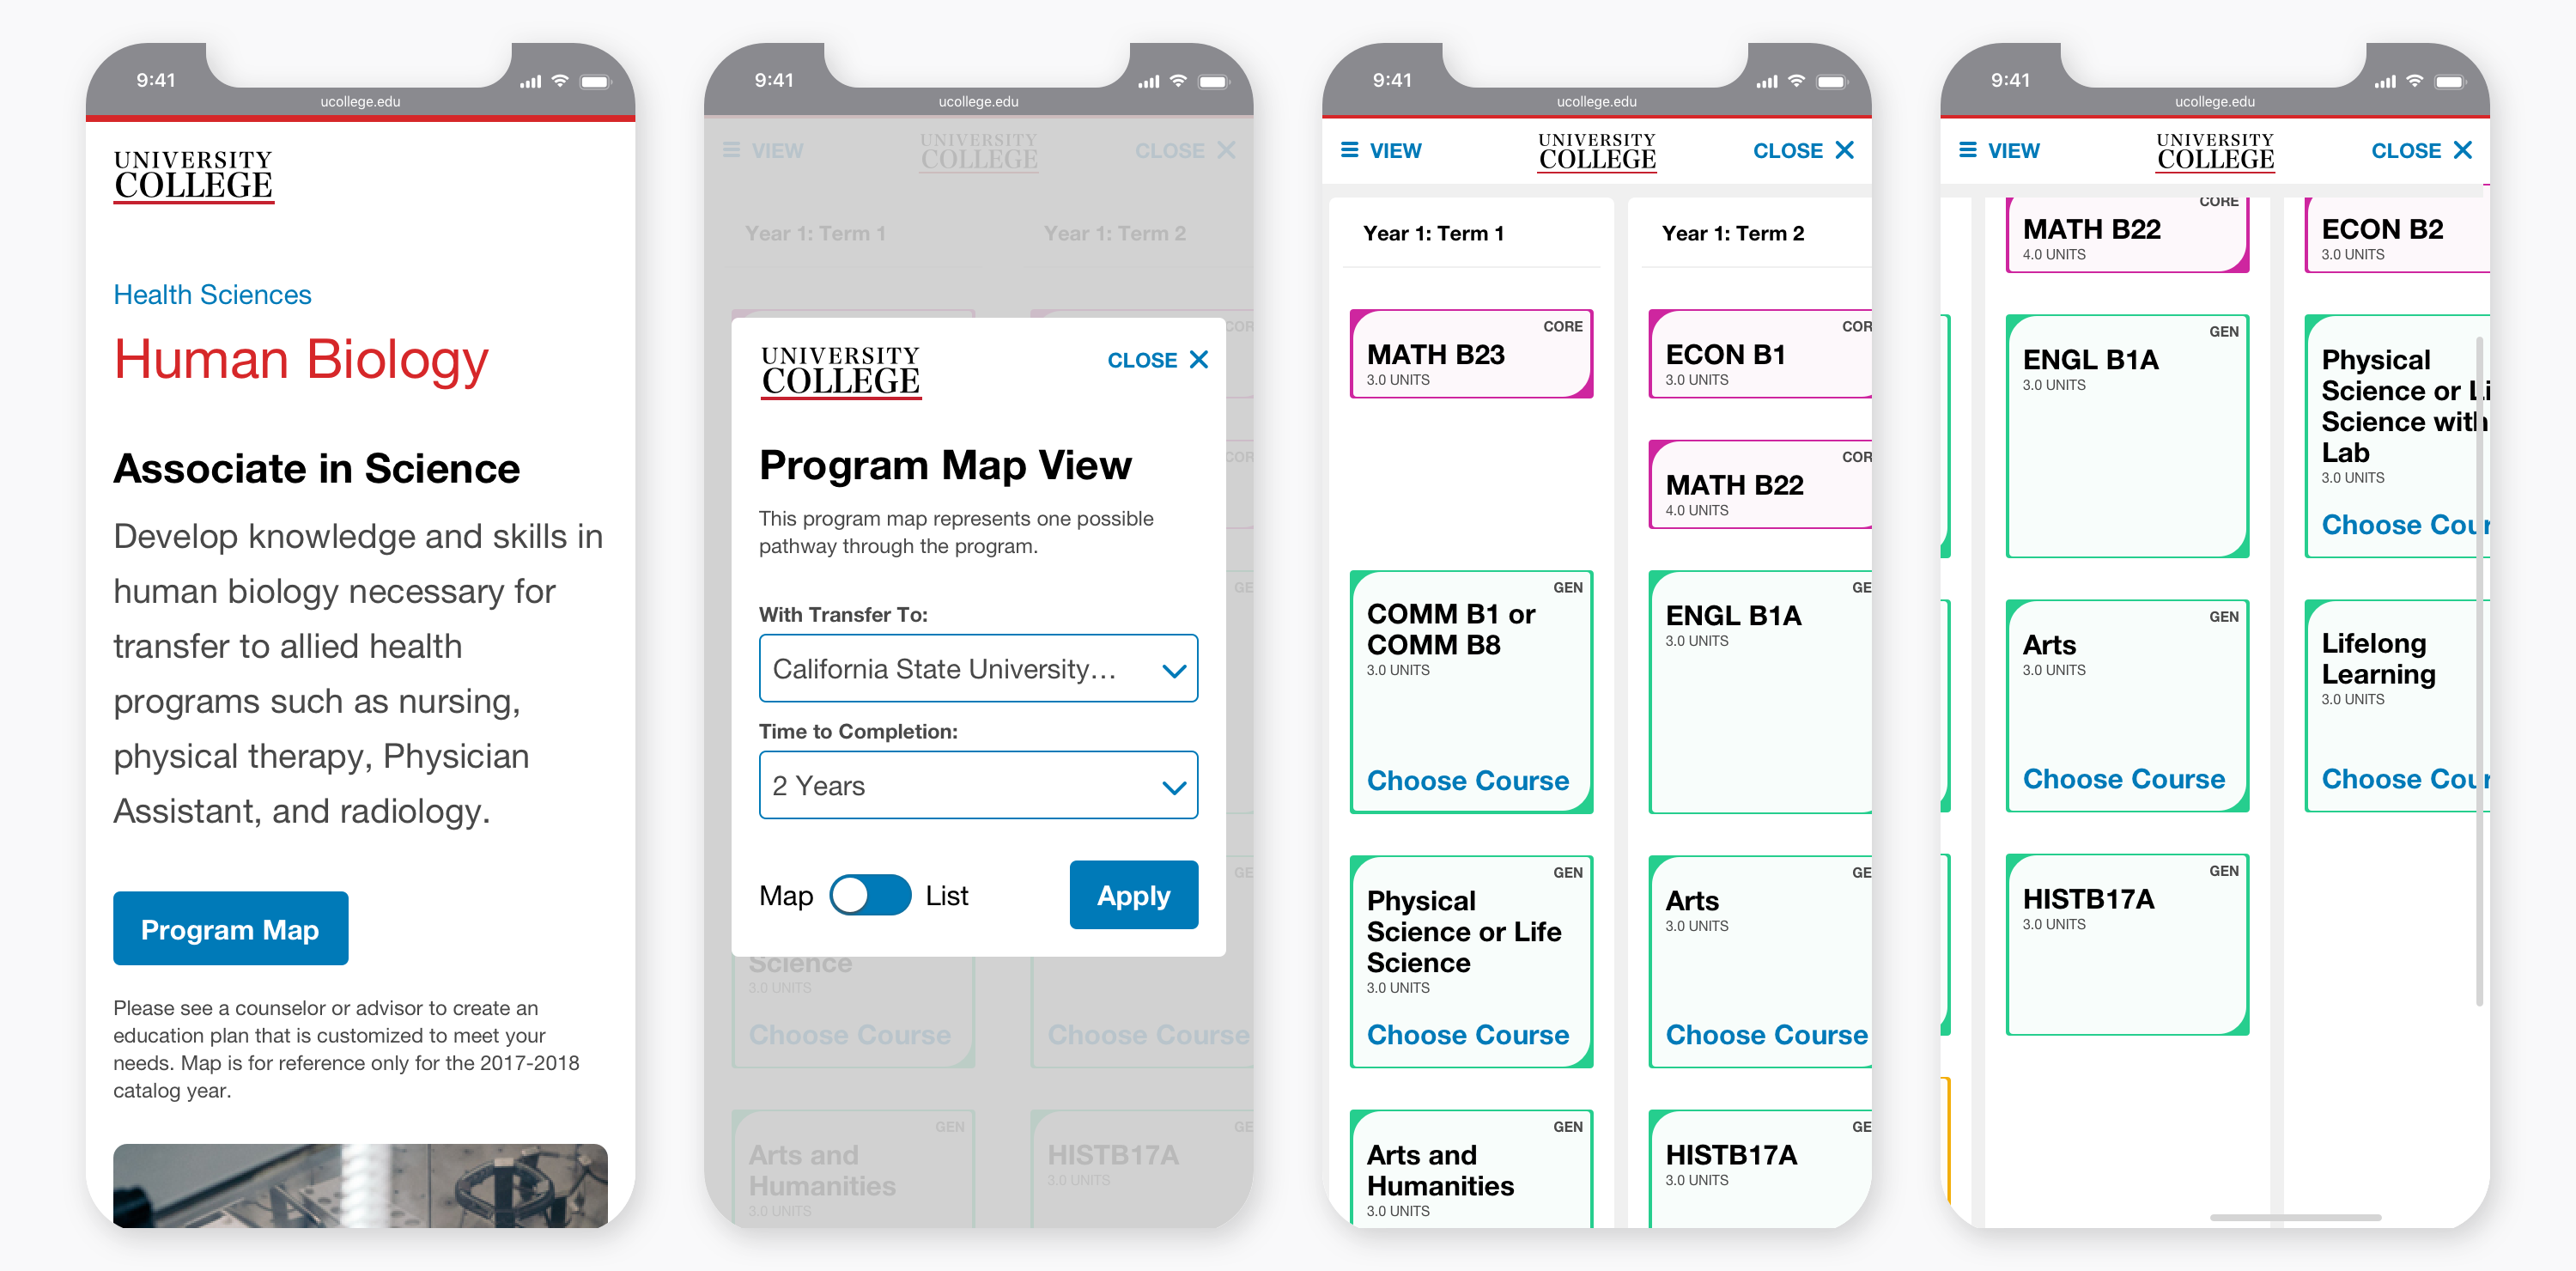 9:41
ucollege.edu
UNIVERSITY
COLLEGE
Health Sciences
Human Biology
Associate in Science
Develop knowledge and skills in
human biology necessary for
transfer to allied health
programs such as nursing,
physical therapy, Physician
Assistant, and radiology.
Program Map
Please see a counselor or advisor to create an
education plan that is customized to meet your
needs. Map is for reference only for the 2017-2018
catalog year.
9:41
ucollege.edu
VIEW
UNIVERSITY
COLLEGE
CLOSE
Year 1: Term 1
Year 1: Term 2
COR
COR
UNIVERSITY
COLLEGE
CLOSE
Program Map View
This program map represents one possible
pathway through the program.
With Transfer To:
California State University...
Time to Completion:
2 Years
Map
List
Apply
GE
GE
Science
3.0 UNITS
Choose Course
Choose Course
GEN
Arts and
Humanities
3.0 UNITS
GE
HISTB17A
3.0 UNITS
9:41
ucollege.edu
VIEW
UNIVERSITY
COLLEGE
CLOSE
Year 1: Term 1
CORE
MATH B23
3.0 UNITS
GEN
COMM B1 or
COMM B8
3.0 UNITS
Choose Course
GEN
Physical
Science or Life
Science
3.0 UNITS
Choose Course
GEN
Arts and
Humanities
3.0 UNITS
Year 1: Term 2
COR
ECON B1
3.0 UNITS
COR
MATH B22
4.0 UNITS
GE
ENGL B1A
3.0 UNITS
GE
Arts
3.0 UNITS
Choose Course
GE
HISTB17A
3.0 UNITS
9:41
ucollege.edu
VIEW
UNIVERSITY
COLLEGE
CLOSE
CORE
MATH B22
4.0 UNITS
GEN
ENGL B1A
3.0 UNITS
GEN
Arts
3.0 UNITS
Choose Course
GEN
HISTB17A
3.0 UNITS
ECON B2
3.0 UNITS
Physical
Science or Li
Science with
Lab
3.0 UNITS
Choose Cour
Lifelong
Learning
3.0 UNITS
Choose Cour